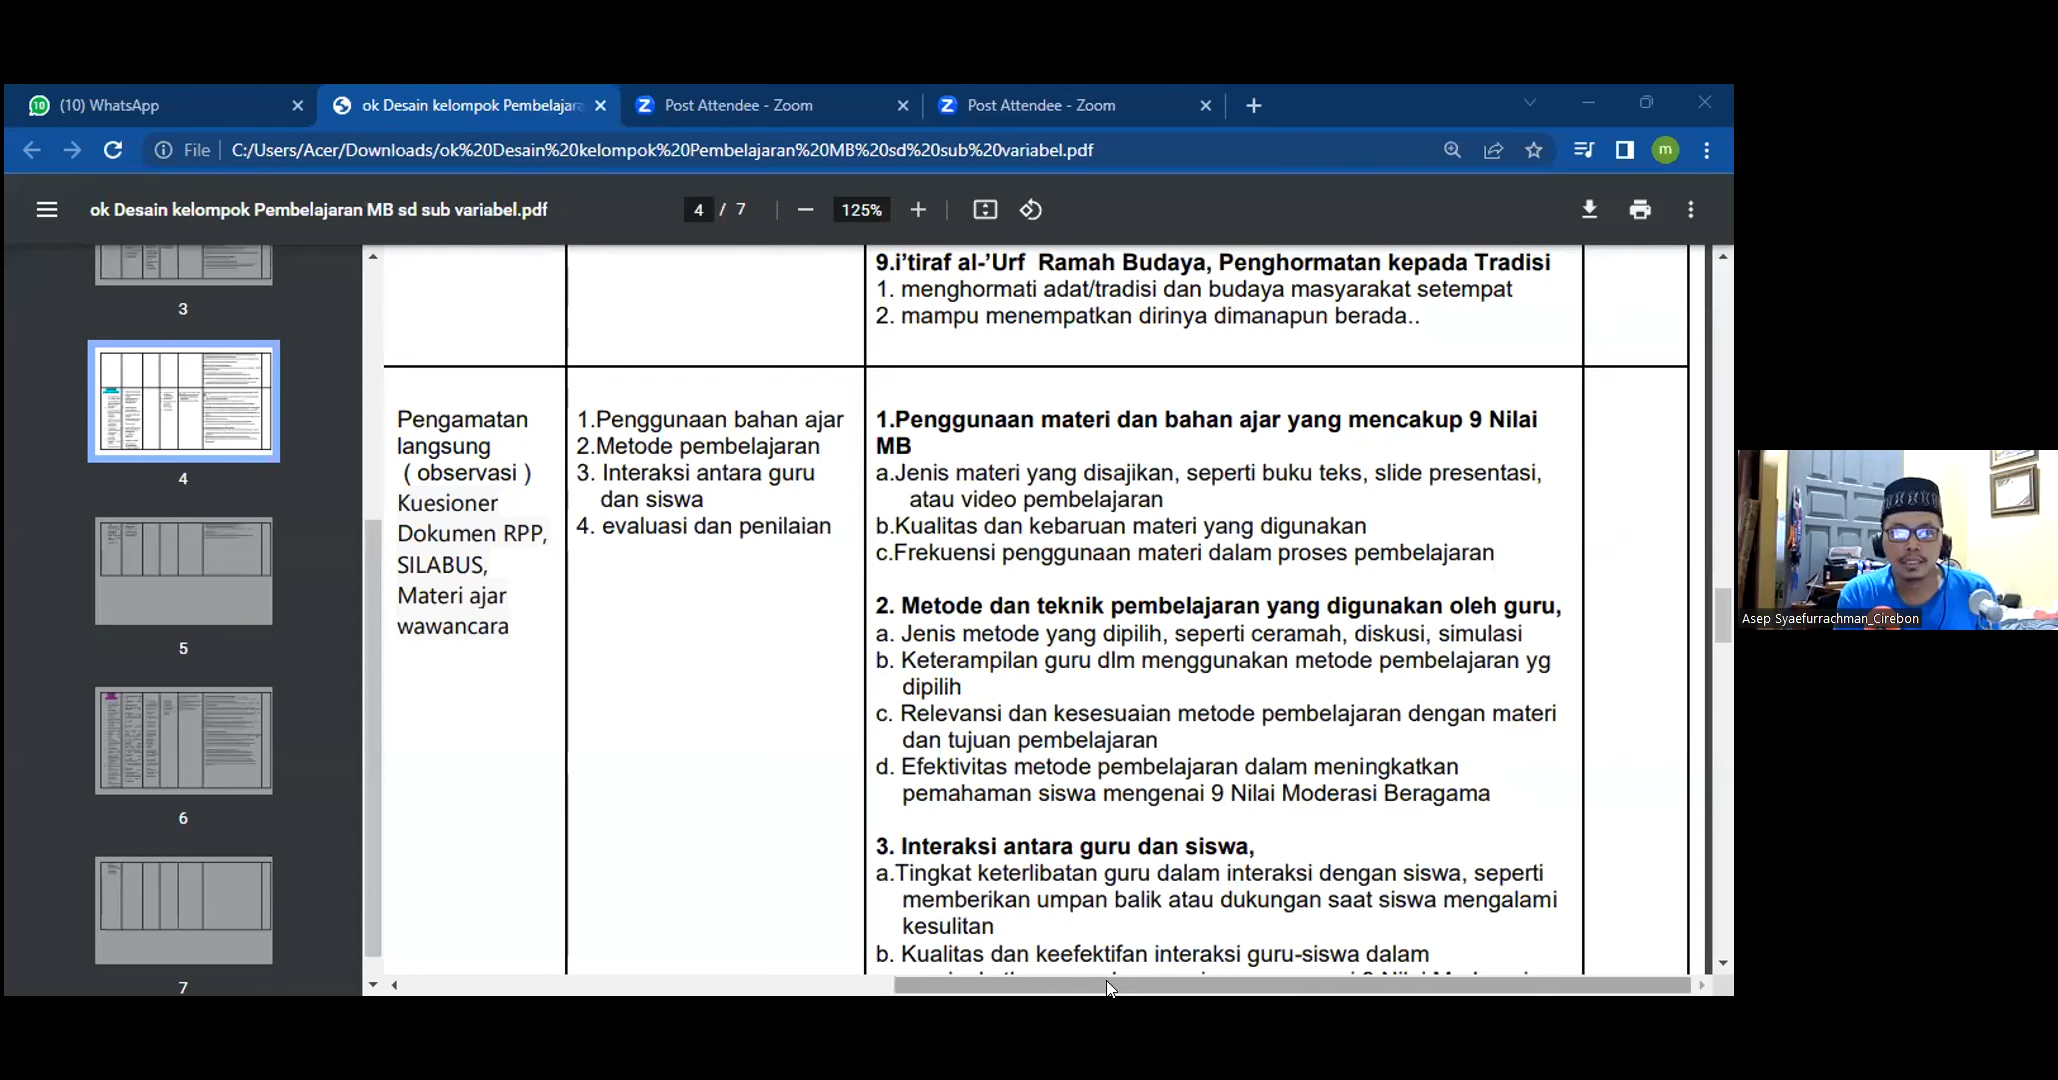 (10) WhatsApp
ok Desain kelompok Pembelajara
Post Attendee - Zoom
Post Attendee - Zoom
File
C:/Users/Acer/Downloads/ok%20Desain%20kelompok%20Pembelajaran%20MB%20sd%20sub%20variabel.pdf
m
ok Desain kelompok Pembelajaran MB sd sub variabel.pdf
4 / 7
125%
3
4
5
6
7
9.i’tiraf al-’Urf Ramah Budaya, Penghormatan kepada Tradisi
1. menghormati adat/tradisi dan budaya masyarakat setempat
2. mampu menempatkan dirinya dimanapun berada..
Pengamatan
langsung
( observasi )
Kuesioner
Dokumen RPP,
SILABUS,
Materi ajar
wawancara
1.Penggunaan bahan ajar
2.Metode pembelajaran
3. Interaksi antara guru
dan siswa
4. evaluasi dan penilaian
1.Penggunaan materi dan bahan ajar yang mencakup 9 Nilai
MB
a.Jenis materi yang disajikan, seperti buku teks, slide presentasi,
atau video pembelajaran
b.Kualitas dan kebaruan materi yang digunakan
c.Frekuensi penggunaan materi dalam proses pembelajaran
2. Metode dan teknik pembelajaran yang digunakan oleh guru,
a. Jenis metode yang dipilih, seperti ceramah, diskusi, simulasi
b. Keterampilan guru dlm menggunakan metode pembelajaran yg
dipilih
c. Relevansi dan kesesuaian metode pembelajaran dengan materi
dan tujuan pembelajaran
d. Efektivitas metode pembelajaran dalam meningkatkan
pemahaman siswa mengenai 9 Nilai Moderasi Beragama
3. Interaksi antara guru dan siswa,
a.Tingkat keterlibatan guru dalam interaksi dengan siswa, seperti
memberikan umpan balik atau dukungan saat siswa mengalami
kesulitan
b. Kualitas dan keefektifan interaksi guru-siswa dalam
Asep Syaefurrachman_Cirebon